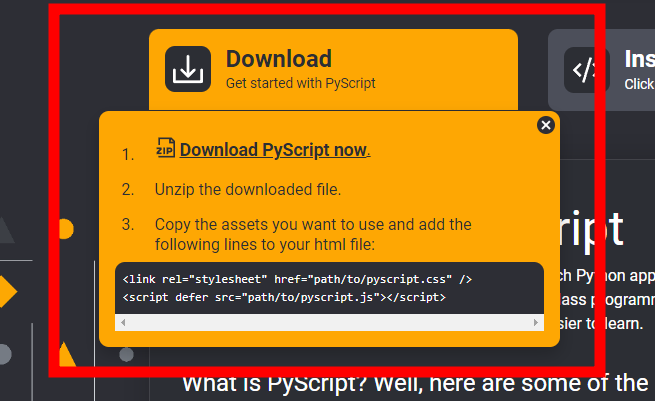 Download
Get started with PyScript
</>
Ins
Click
ZIP
1. Download PyScript now.
2. Unzip the downloaded file.
3. Copy the assets you want to use and add the
following lines to your html file:
<link rel="stylesheet" href="path/to/pyscript.css" />
<script defer src="path/to/pyscript.js"></script>
ript
ch Python app
lass programm
sier to learn.
What is PyScript? Well, here are some of the